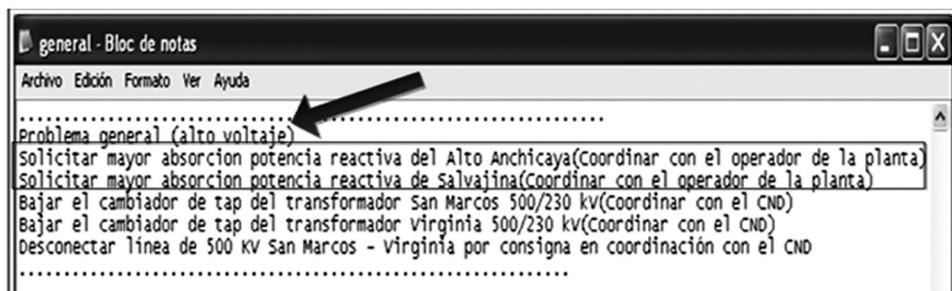 general - Bloc de notas
Archivo Edición Formato Ver Ayuda
..............................................................................
Problema general (alto voltaje)
Solicitar mayor absorcion potencia reactiva del Alto Anchicaya(Coordinar con el operador de la planta)
Solicitar mayor absorcion potencia reactiva de Salvajina(Coordinar con el operador de la planta)
Bajar el cambiador de tap del transformador San Marcos 500/230 kV(Coordinar con el CND)
Bajar el cambiador de tap del transformador Virginia 500/230 kV(Coordinar con el CND)
Desconectar linea de 500 KV San Marcos - Virginia por consigna en coordinación con el CND
.........................................................................